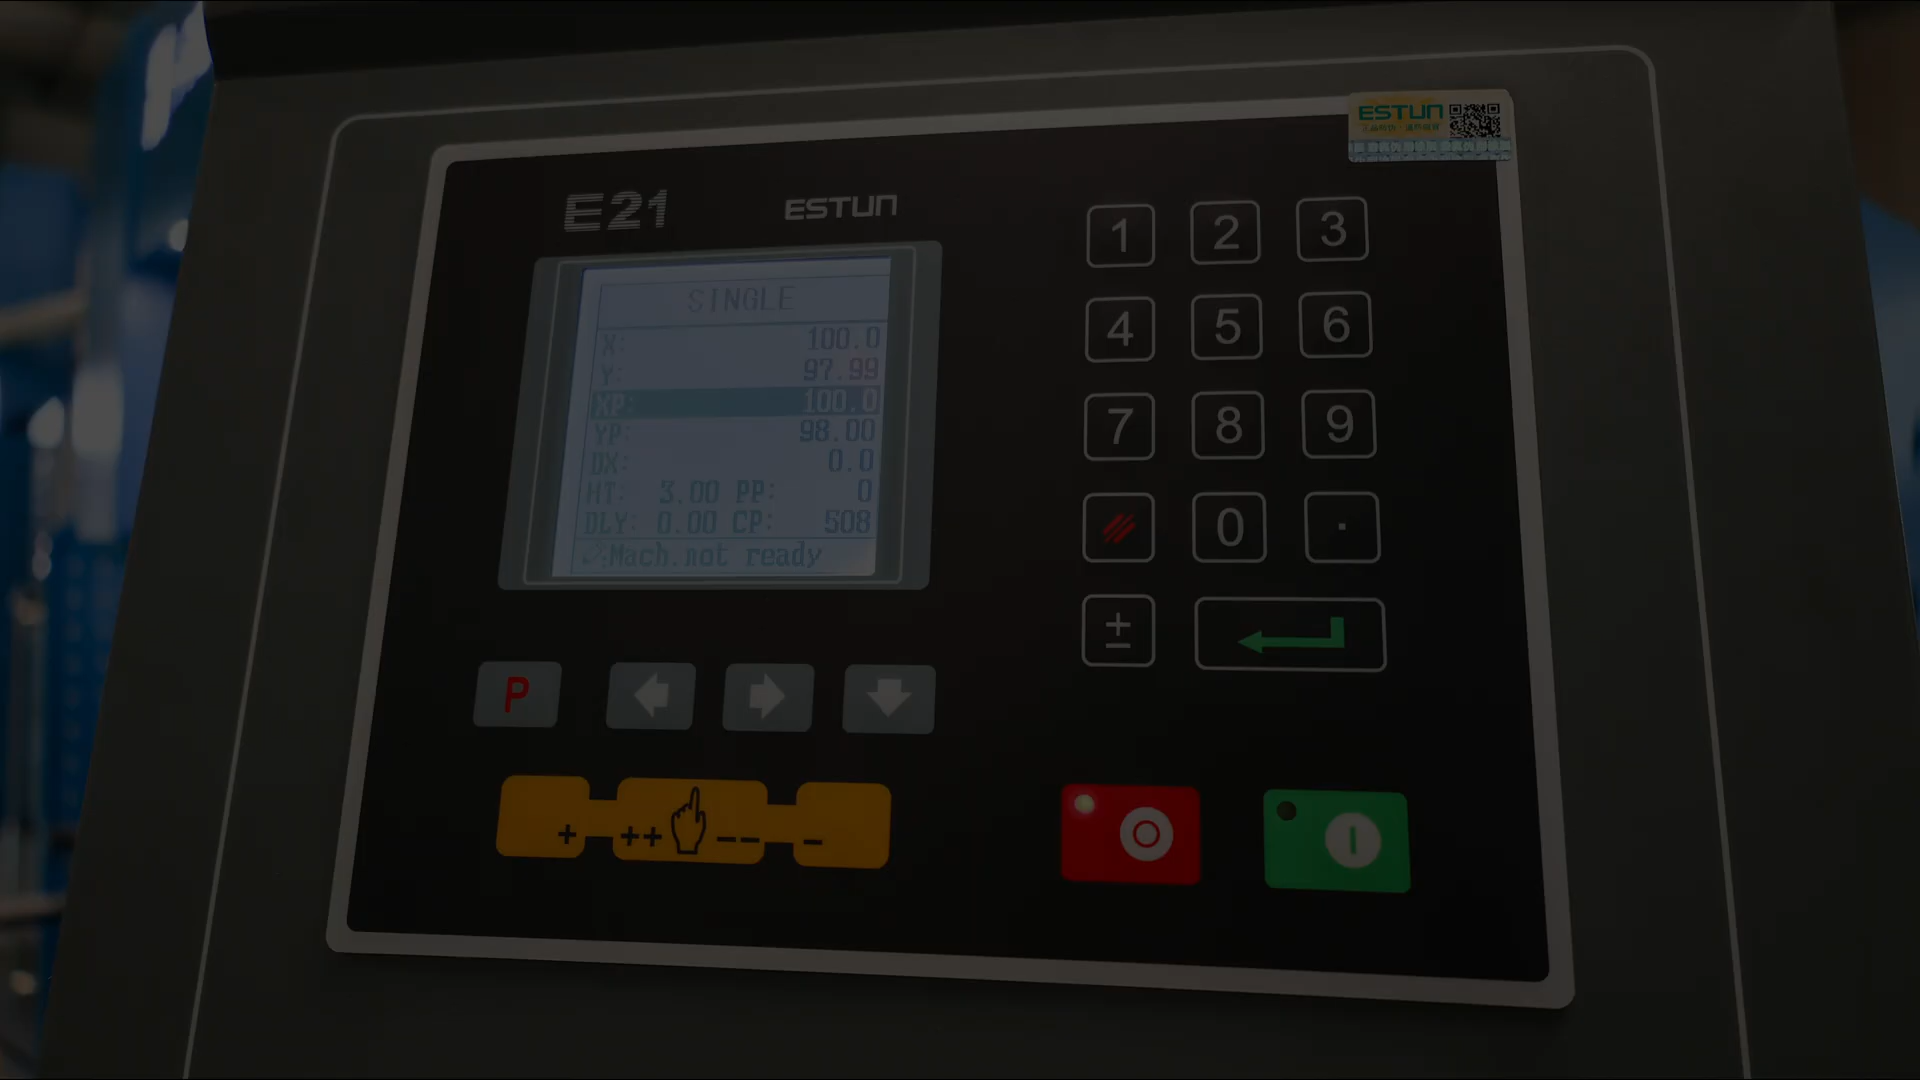 ESTUN
E21 ESTUN
SINGLE
X: 100.0
Y: 97.99
XP: 100.0
YP: 98.00
DX: 0.0
HT: 3.00 PP: 0
DLY: 0.00 CP: 508
:Mach.not ready
1 2 3
4 5 6
7 8 9
0 .
±
P
+ ++ -- -